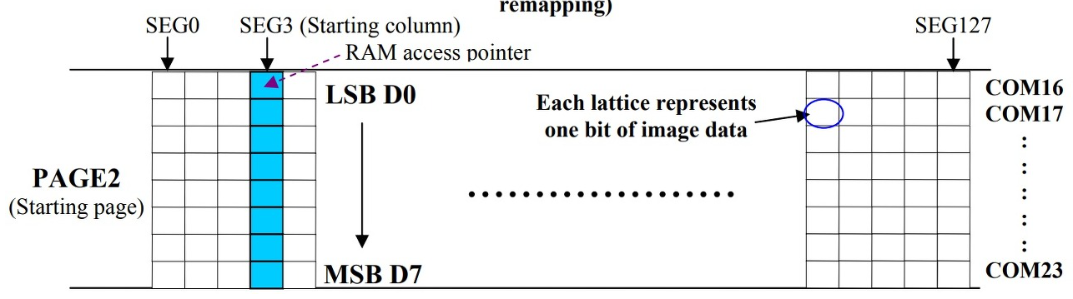 remapping)
SEG0 SEG3 (Starting column) SEG127
RAM access pointer
LSB D0
COM16
Each lattice represents
COM17
one bit of image data
PAGE2
(Starting page)
MSB D7
COM23